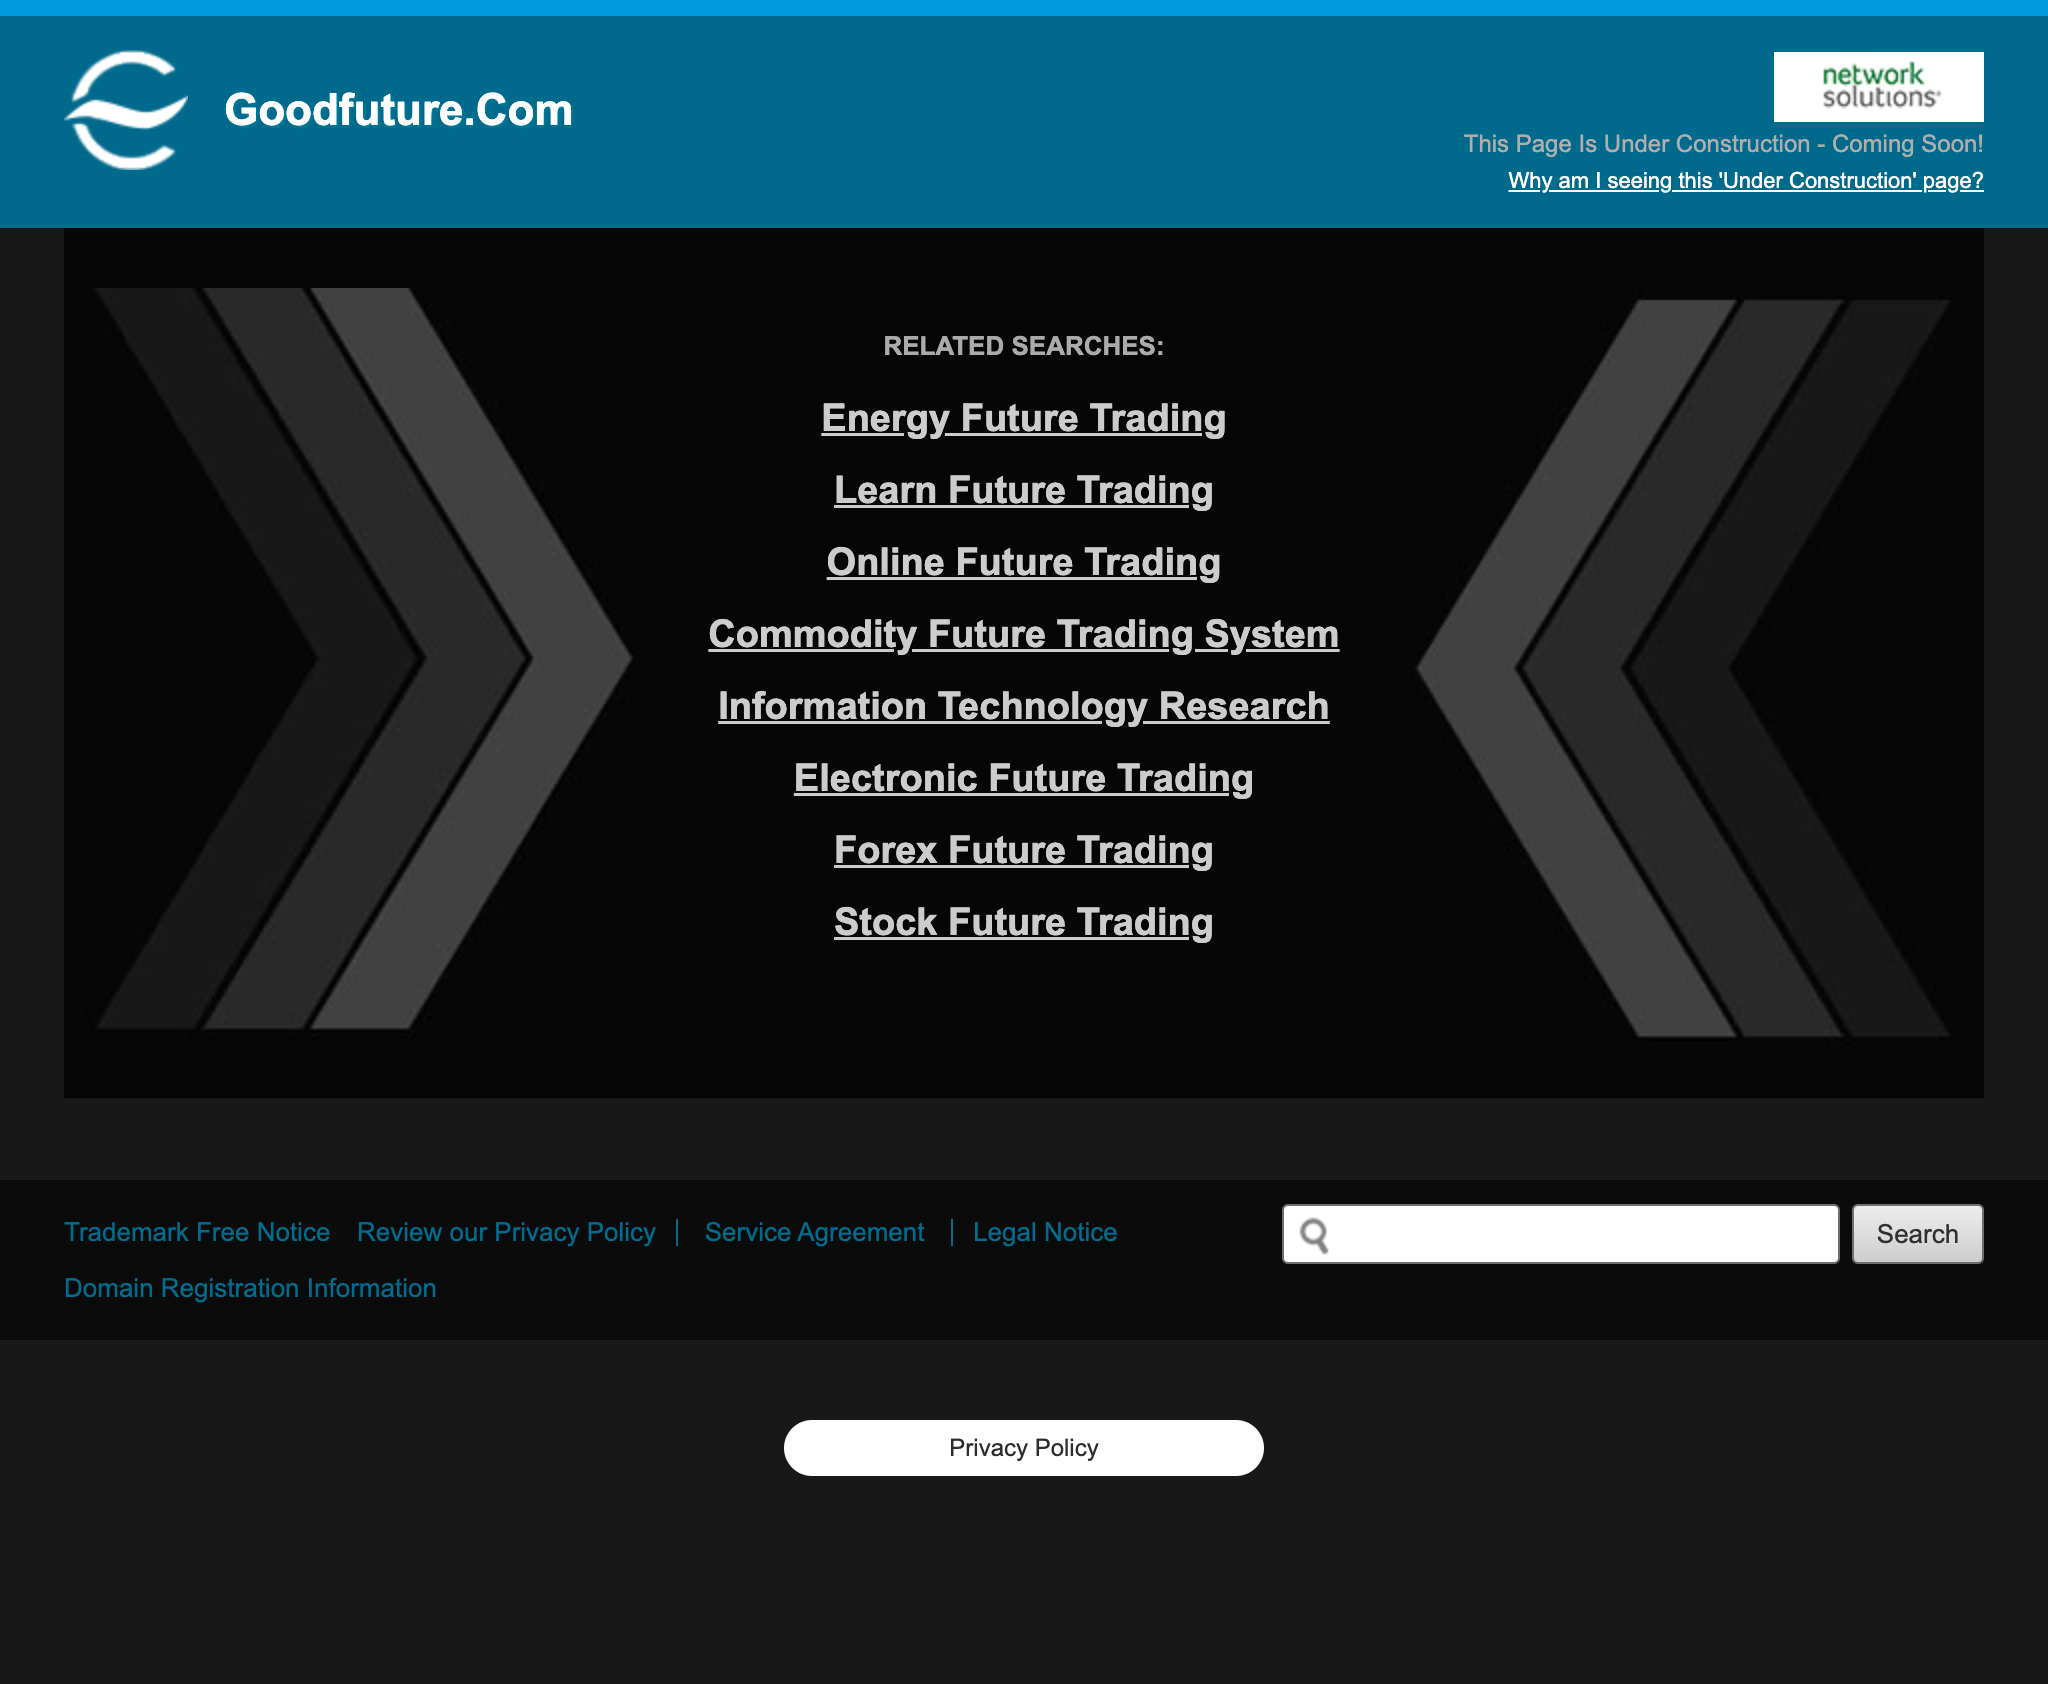 Goodfuture.Com
network
solutions
This Page Is Under Construction - Coming Soon!
Why am I seeing this 'Under Construction' page?
RELATED SEARCHES:
Energy Future Trading
Learn Future Trading
Online Future Trading
Commodity Future Trading System
Information Technology Research
Electronic Future Trading
Forex Future Trading
Stock Future Trading
Trademark Free Notice Review our Privacy Policy | Service Agreement | Legal Notice
Search
Domain Registration Information
Privacy Policy